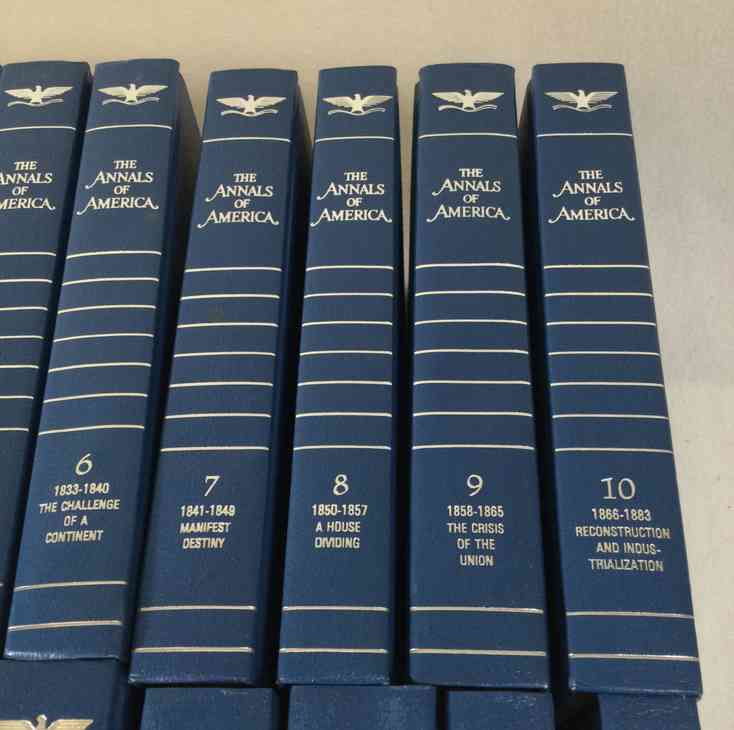 THE
ANNALS
OF
AMERICA
THE
ANNALS
OF
AMERICA
6
1833-1840
THE CHALLENGE
OF A
CONTINENT
THE
ANNALS
OF
AMERICA
7
1841-1849
MANIFEST
DESTINY
THE
ANNALS
OF
AMERICA
8
1850-1857
A HOUSE
DIVIDING
THE
ANNALS
OF
AMERICA
9
1858-1865
THE CRISIS
OF THE
UNION
THE
ANNALS
OF
AMERICA
10
1866-1883
RECONSTRUCTION
AND INDUS-
TRIALIZATION